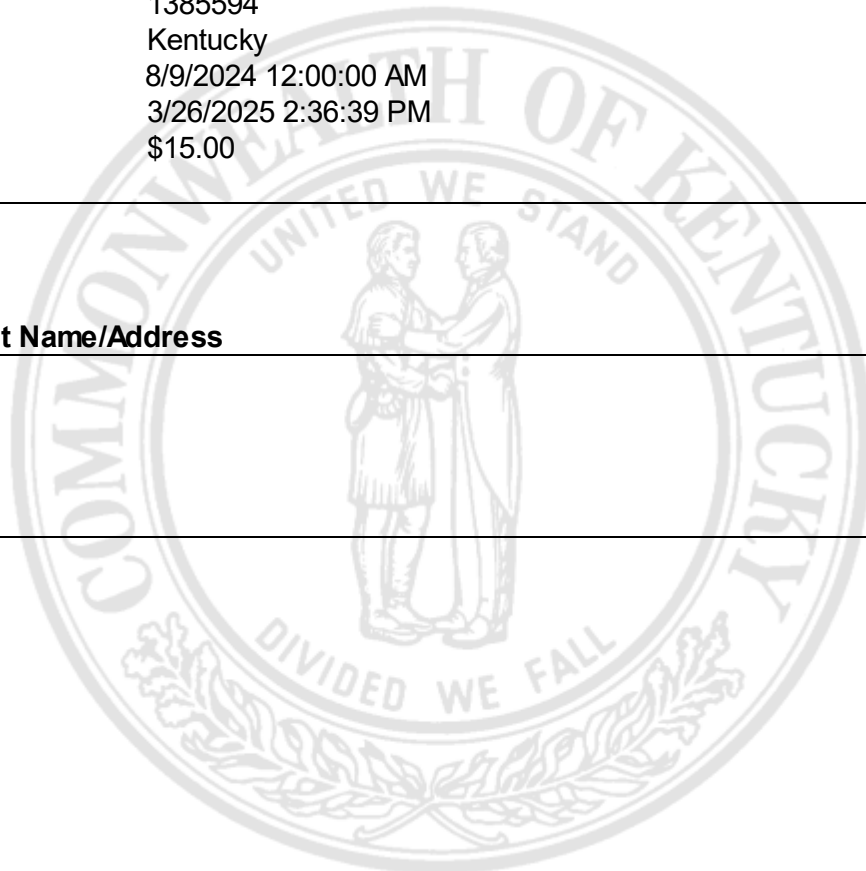 1385594
Kentucky
8/9/2024 12:00:00 AM
3/26/2025 2:36:39 PM
$15.00
COMMONWEALTH OF KENTUCKY
UNITED WE STAND
t Name/Address
DIVIDED WE FALL